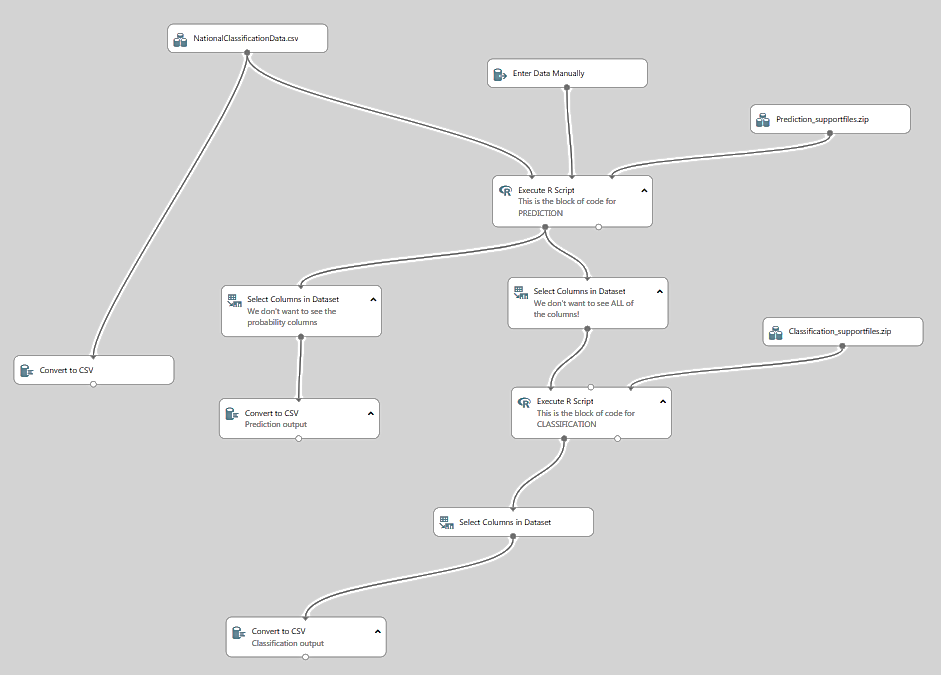 NationalClassificationData.csv
Enter Data Manually
Prediction_supportfiles.zip
Execute R Script
This is the block of code for
PREDICTION
Select Columns in Dataset
We don't want to see the
probability columns
Select Columns in Dataset
We don't want to see ALL of
the columns!
Classification_supportfiles.zip
Convert to CSV
Convert to CSV
Prediction output
Execute R Script
This is the block of code for
CLASSIFICATION
Select Columns in Dataset
Convert to CSV
Classification output